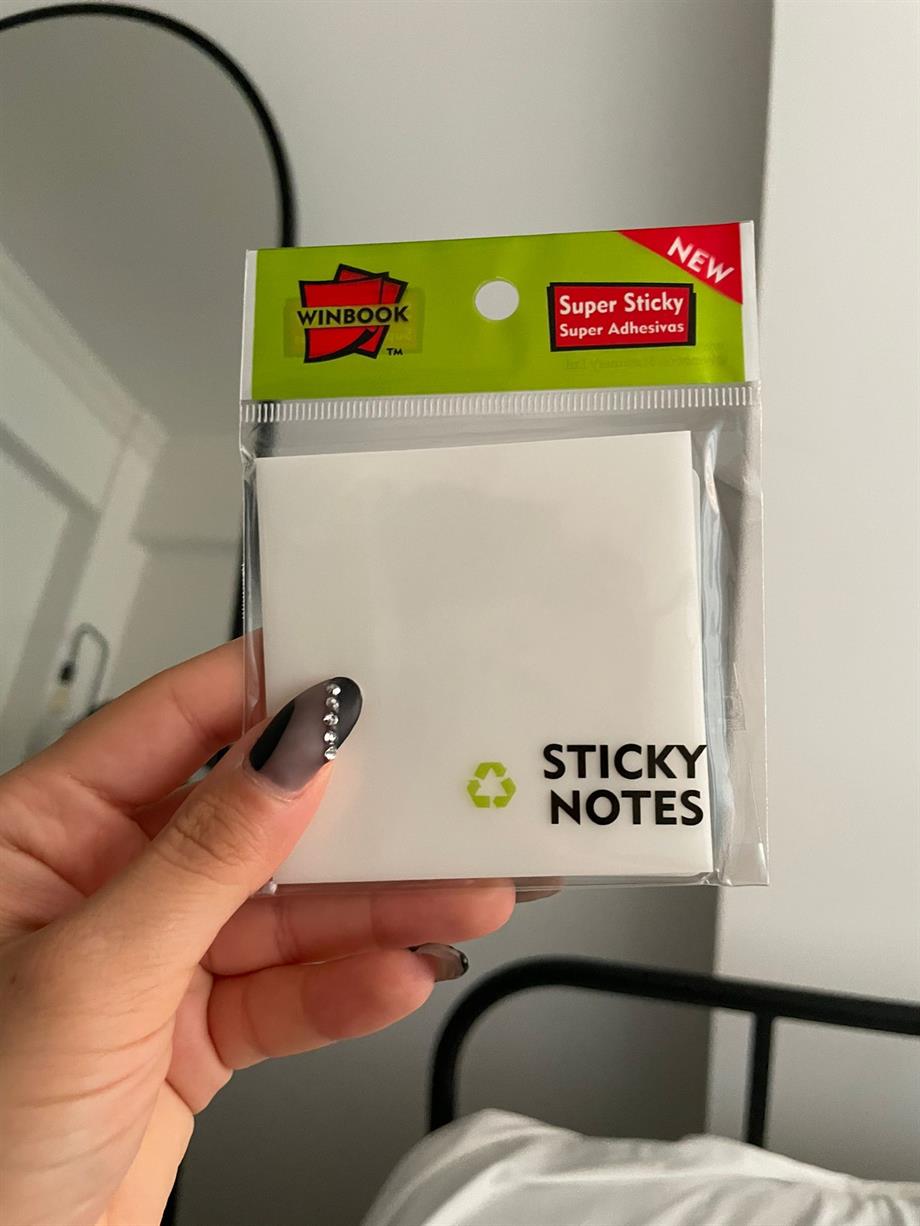 WINBOOK
TM
NEW
Super Sticky
Super Adhesivas
STICKY
NOTES